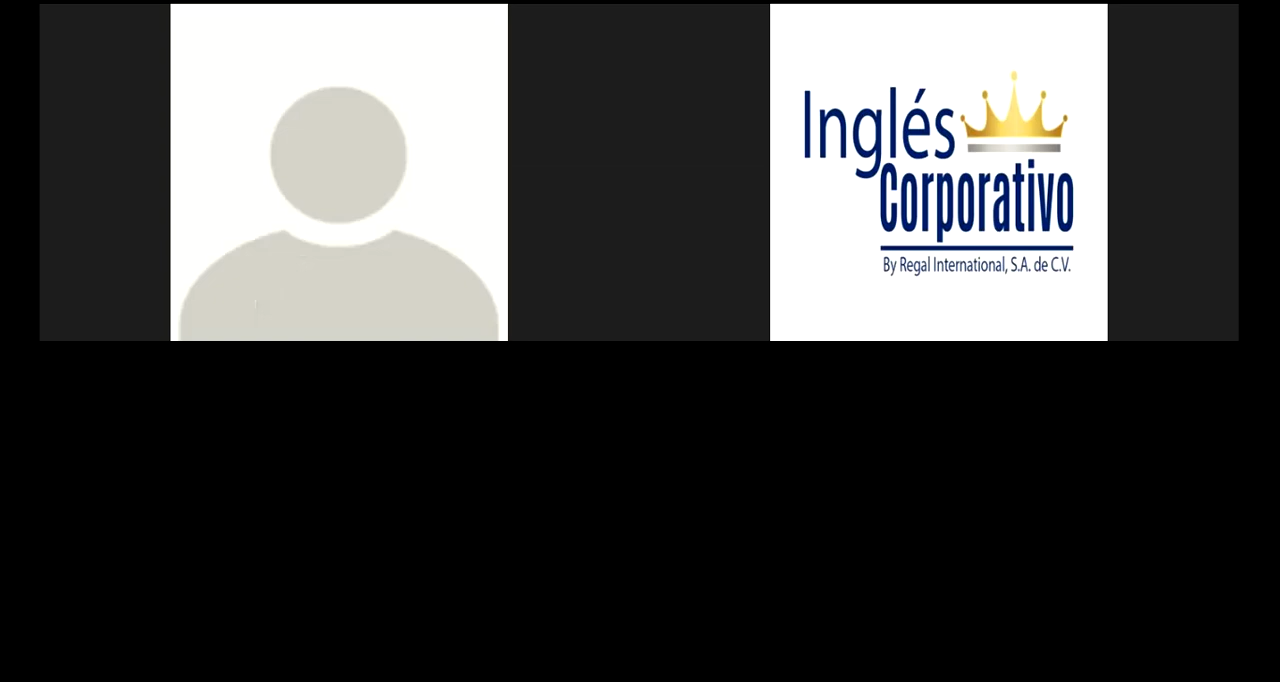 Inglés
Corporativo
By Regal International, S.A. de C.V.